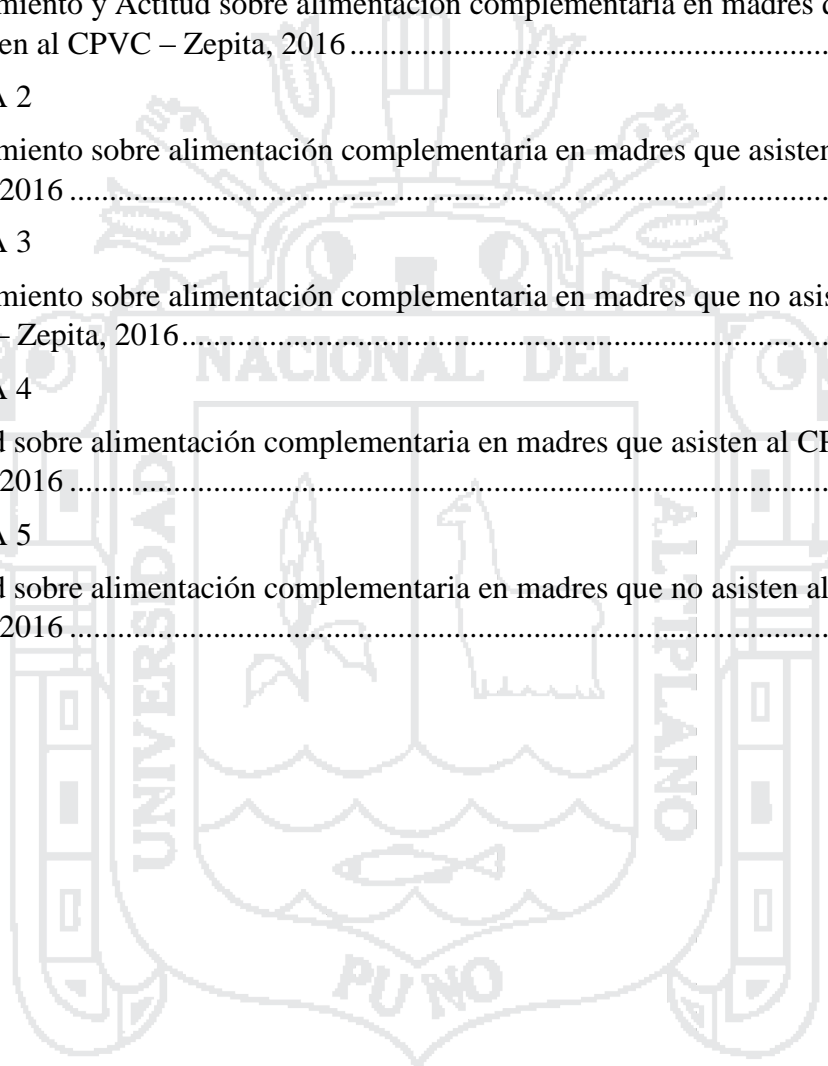 miento y Actitud sobre alimentación complementaria en madres
en al CPVC – Zepita, 2016 ........................................................................
A 2
miento sobre alimentación complementaria en madres que asisten
2016 ........................................................................
A 3
miento sobre alimentación complementaria en madres que no asis
– Zepita, 2016 ........................................................................
NACIONAL DEL
A 4
d sobre alimentación complementaria en madres que asisten al CP
2016 ........................................................................
A 5
d sobre alimentación complementaria en madres que no asisten al
2016 ........................................................................
UNIVERSIDAD
ALTIPLANO
PUNO